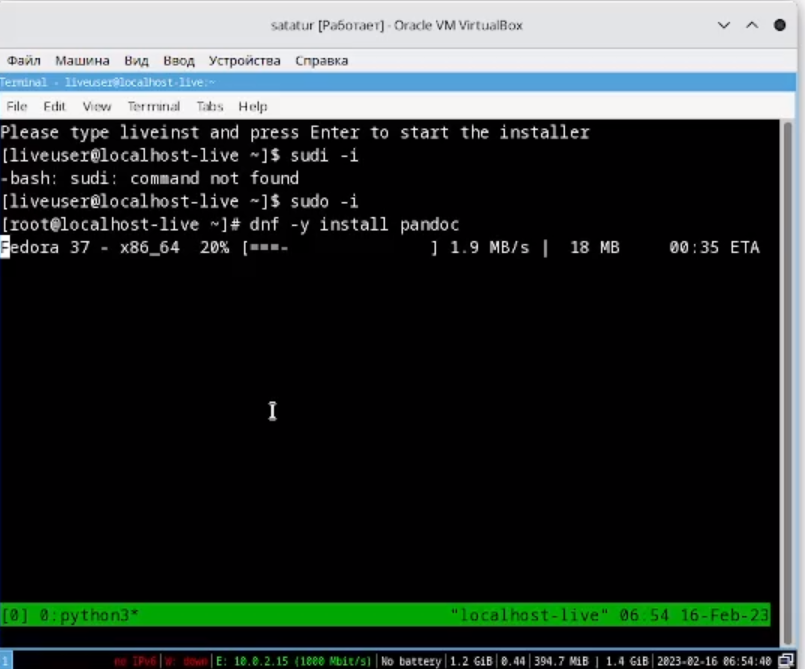 satatur [Работает] - Oracle VM VirtualBox
Файл Машина Вид Ввод Устройства Справка
Terminal - liveuser@localhost-live:~
File Edit View Terminal Tabs Help
Please type liveinst and press Enter to start the installer
[liveuser@localhost-live ~]$ sudi -i
-bash: sudi: command not found
[liveuser@localhost-live ~]$ sudo -i
[root@localhost-live ~]# dnf -y install pandoc
Fedora 37 - x86_64 20% [===- ] 1.9 MB/s | 18 MB 00:35 ETA
[0] 0:python3* "localhost-live" 06:54 16-Feb-23
1 no IPv6 | W: down | E: 10.0.2.15 (1000 Mbit/s) | No battery | 1.2 GiB | 0.44 | 394.7 MiB | 1.4 GiB | 2023-02-16 06:54:40